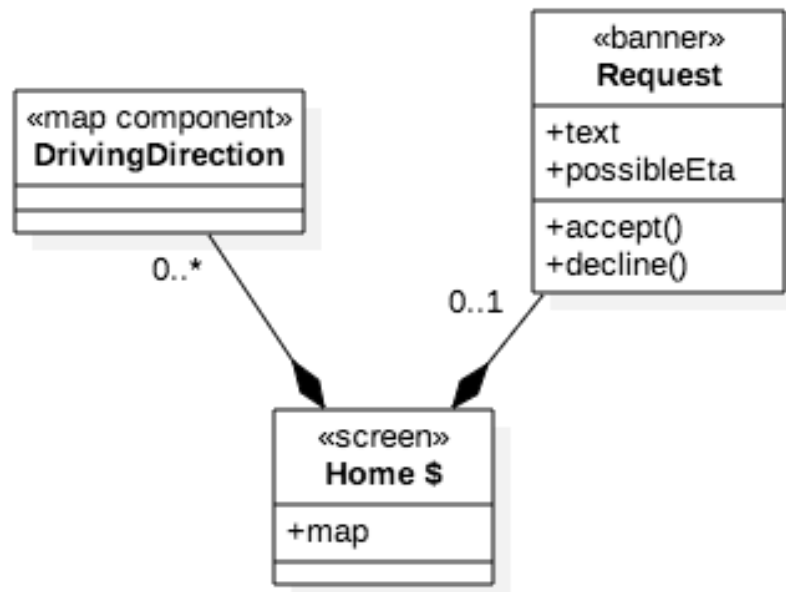 «map component»
DrivingDirection
«banner»
Request
+text
+possibleEta
+accept()
+decline()
0..*
0..1
«screen»
Home $
+map